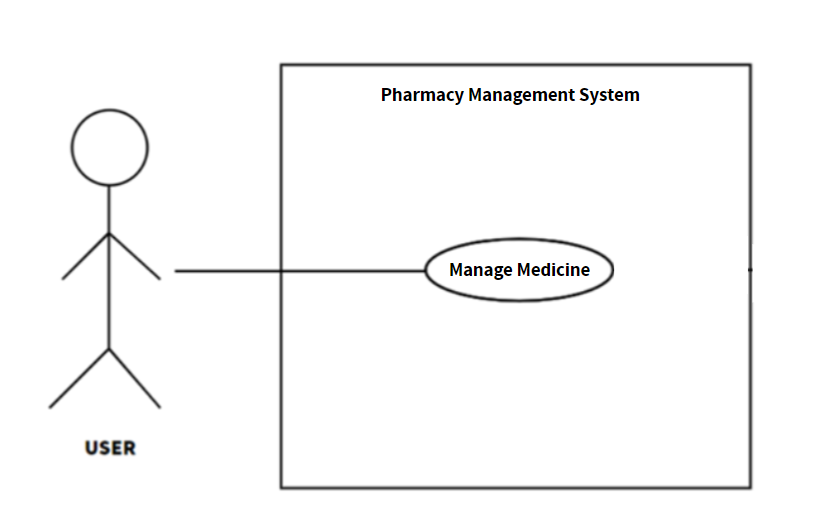 Pharmacy Management System
Manage Medicine
USER